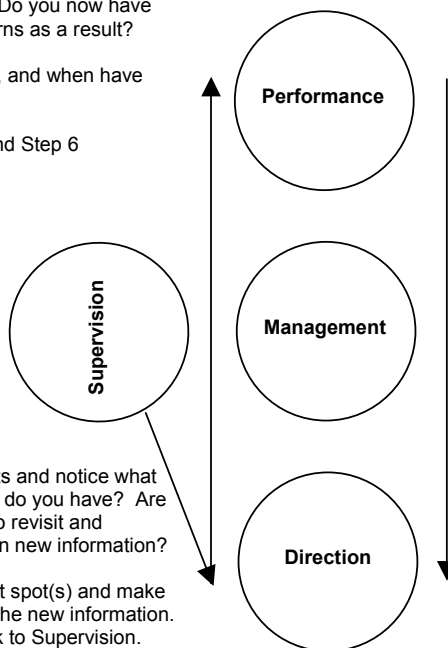 Do you now have
rns as a result?
, and when have
nd Step 6
Performance
Supervision
Management
ts and notice what
do you have? Are
o revisit and
n new information?
Direction
t spot(s) and make
he new information.
k to Supervision.